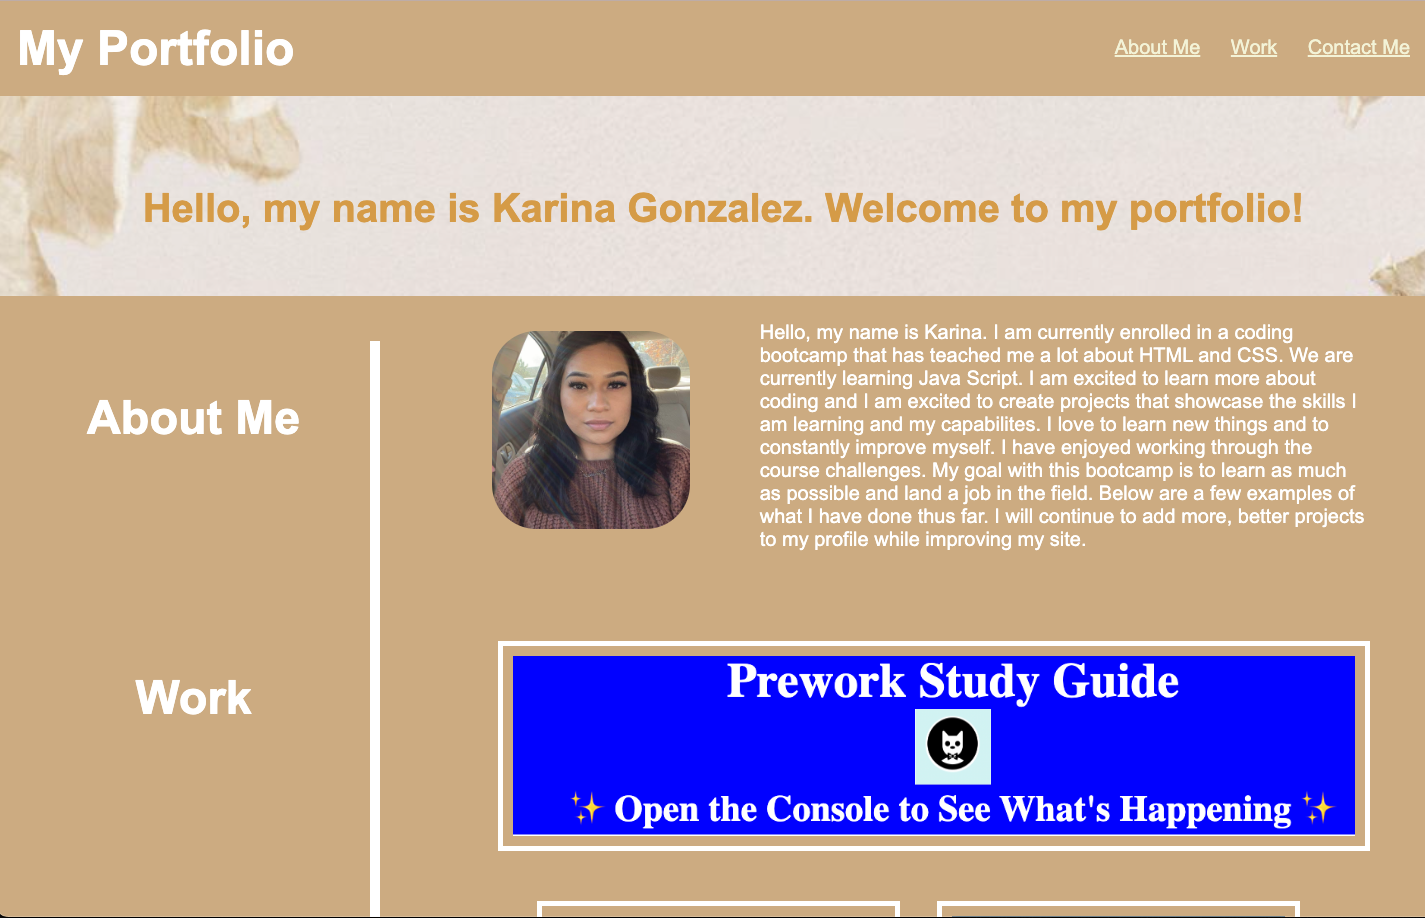 My Portfolio
About Me Work Contact Me
Hello, my name is Karina Gonzalez. Welcome to my portfolio!
About Me
Hello, my name is Karina. I am currently enrolled in a coding
bootcamp that has teached me a lot about HTML and CSS. We are
currently learning Java Script. I am excited to learn more about
coding and I am excited to create projects that showcase the skills I
am learning and my capabilites. I love to learn new things and to
constantly improve myself. I have enjoyed working through the
course challenges. My goal with this bootcamp is to learn as much
as possible and land a job in the field. Below are a few examples of
what I have done thus far. I will continue to add more, better projects
to my profile while improving my site.
Work
Prework Study Guide
✨ Open the Console to See What's Happening ✨